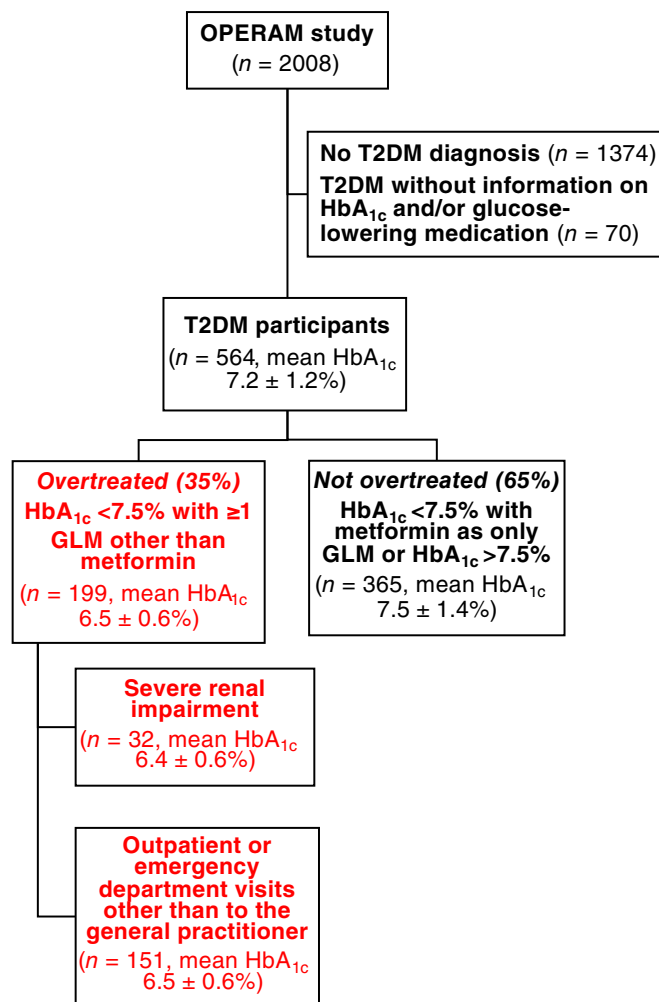 OPERAM study
(n = 2008)
No T2DM diagnosis (n = 1374)
T2DM without information on
HbA1c and/or glucose-
lowering medication (n = 70)
T2DM participants
(n = 564, mean HbA1c
7.2 ± 1.2%)
Overtreated (35%)
HbA1c <7.5% with ≥1
GLM other than
metformin
(n = 199, mean HbA1c
6.5 ± 0.6%)
Not overtreated (65%)
HbA1c <7.5% with
metformin as only
GLM or HbA1c >7.5%
(n = 365, mean HbA1c
7.5 ± 1.4%)
Severe renal
impairment
(n = 32, mean HbA1c
6.4 ± 0.6%)
Outpatient or
emergency
department visits
other than to the
general practitioner
(n = 151, mean HbA1c
6.5 ± 0.6%)